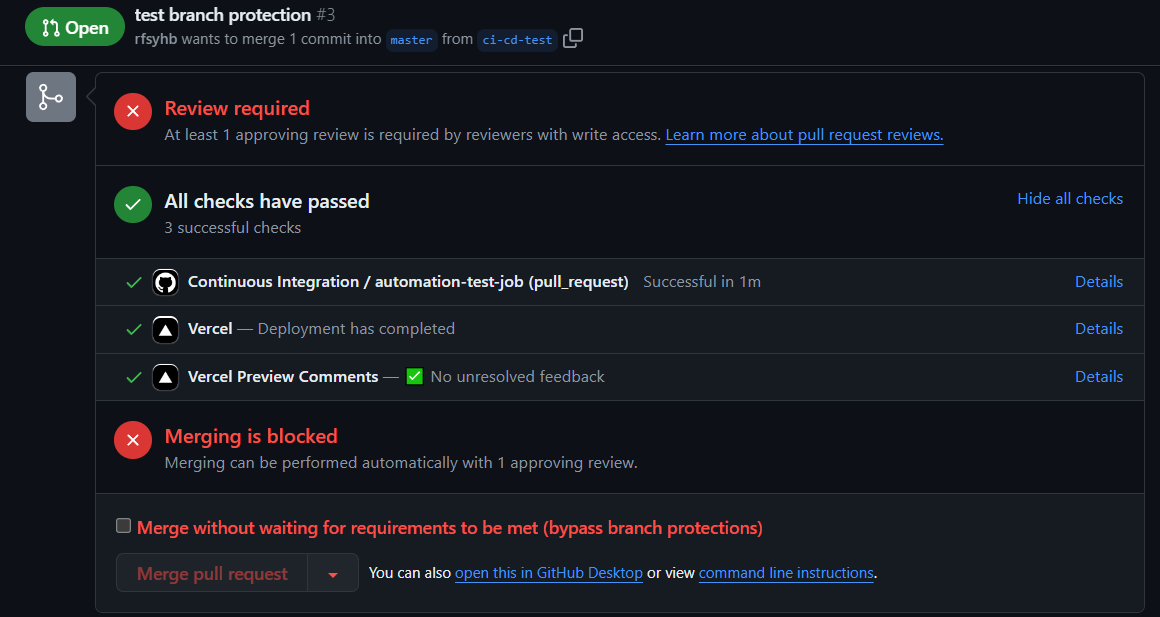 Open
test branch protection #3
rfsyhb wants to merge 1 commit into master from ci-cd-test
Review required
At least 1 approving review is required by reviewers with write access. Learn more about pull request reviews.
All checks have passed
Hide all checks
3 successful checks
Continuous Integration / automation-test-job (pull_request) Successful in 1m Details
Vercel — Deployment has completed Details
Vercel Preview Comments — ✅ No unresolved feedback Details
Merging is blocked
Merging can be performed automatically with 1 approving review.
Merge without waiting for requirements to be met (bypass branch protections)
Merge pull request You can also open this in GitHub Desktop or view command line instructions.